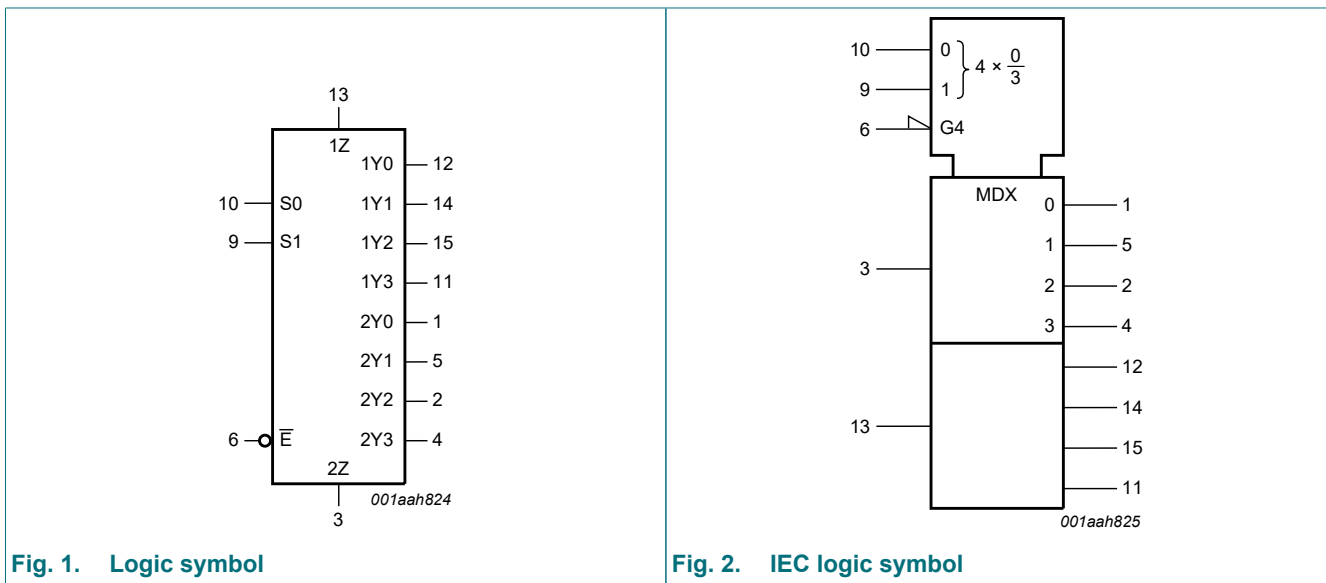 13
1Z
1Y0 12
10 S0 1Y1 14
9 S1 1Y2 15
1Y3 11
2Y0 1
2Y1 5
2Y2 2
6 E̅ 2Y3 4
2Z
001aah824
3
Fig. 1. Logic symbol
10 0 4 × 0/3
9 1
6 G4
MDX
0 1
1 5
3
2 2
3 4
12
14
13
15
11
001aah825
Fig. 2. IEC logic symbol